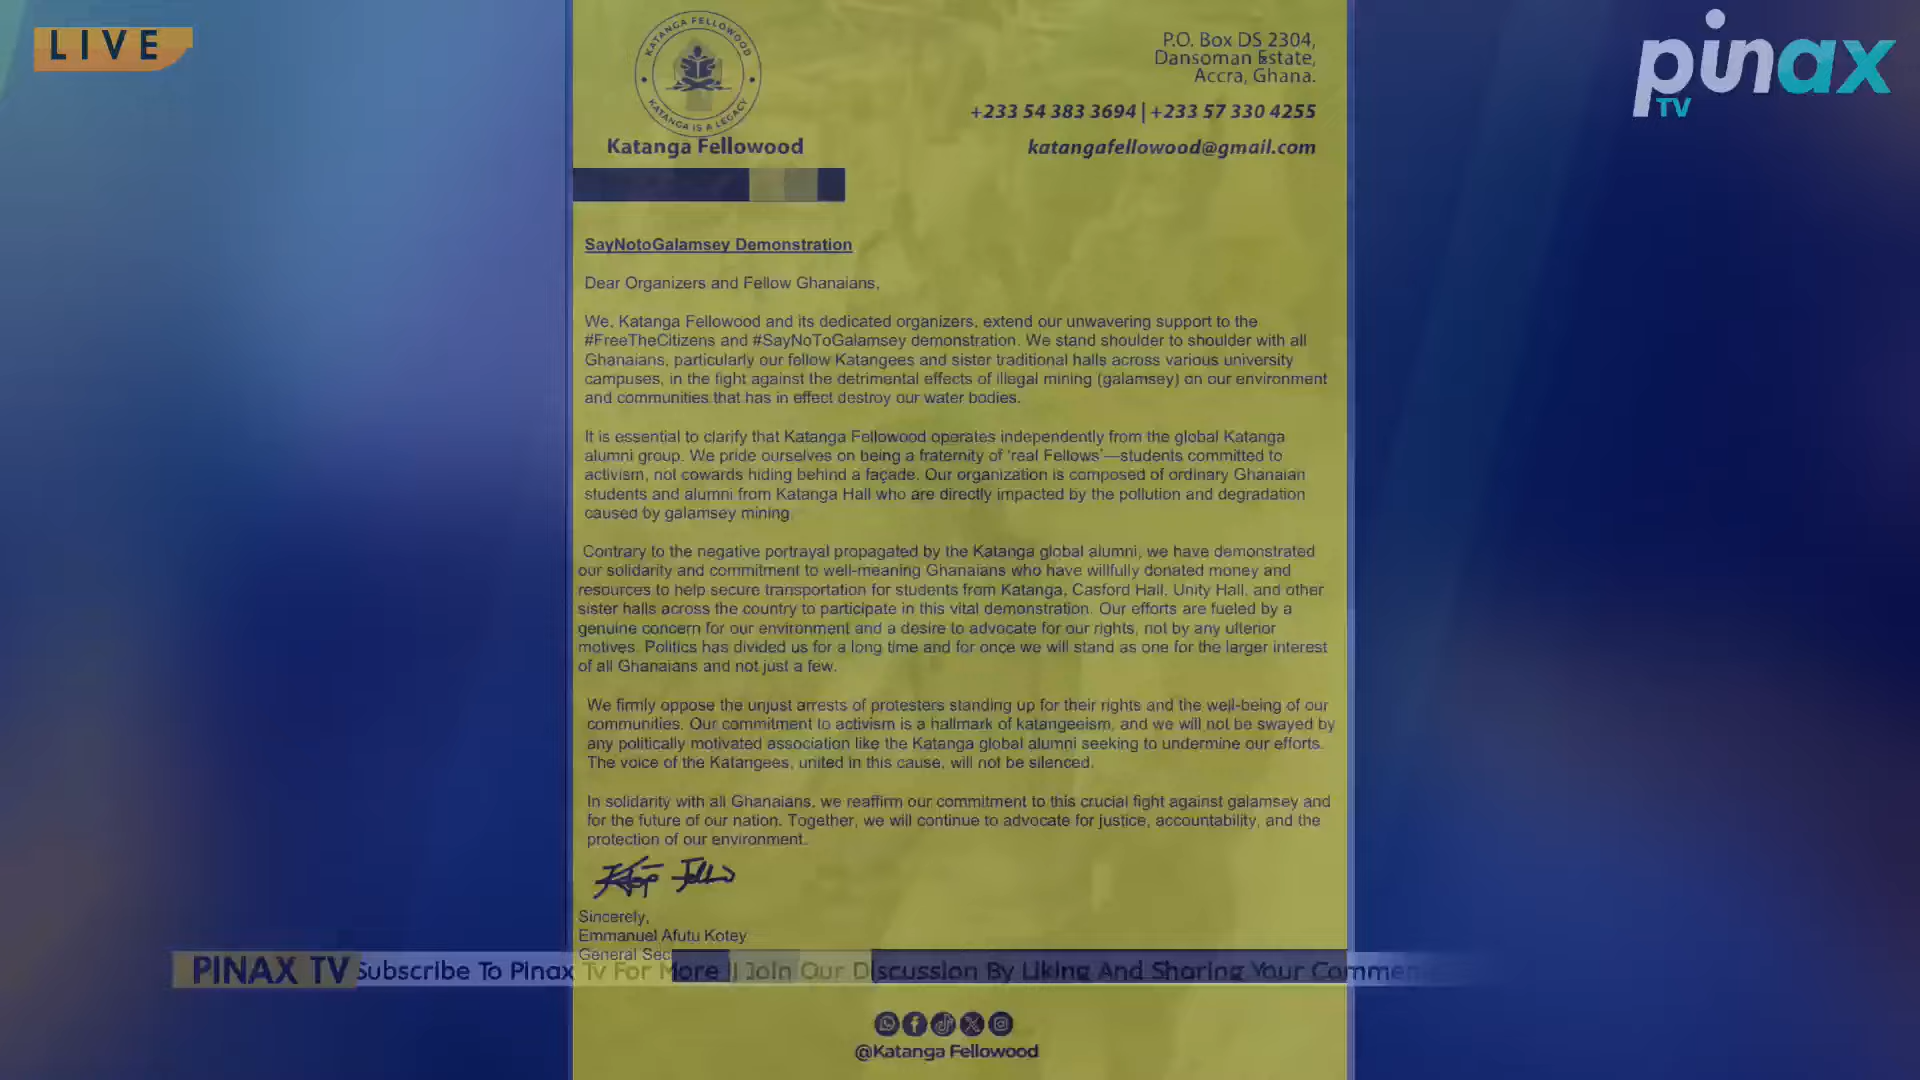 LIVE
pinax
TV
KATANGA FELLOWOOD
KATANGA IS A LEGACY
Katanga Fellowood
P.O. Box DS 2304,
Dansoman Estate,
Accra, Ghana.
+233 54 383 3694 | +233 57 330 4255
katangafellowood@gmail.com
SayNotoGalamsey Demonstration
Dear Organizers and Fellow Ghanaians,
We, Katanga Fellowood and its dedicated organizers, extend our unwavering support to the
#FreeTheCitizens and #SayNoToGalamsey demonstration. We stand shoulder to shoulder with all
Ghanaians, particularly our fellow Katangees and sister traditional halls across various university
campuses, in the fight against the detrimental effects of illegal mining (galamsey) on our environment
and communities that has in effect destroy our water bodies.
It is essential to clarify that Katanga Fellowood operates independently from the global Katanga
alumni group. We pride ourselves on being a fraternity of 'real Fellows'—students committed to
activism, not cowards hiding behind a façade. Our organization is composed of ordinary Ghanaian
students and alumni from Katanga Hall who are directly impacted by the pollution and degradation
caused by galamsey mining.
Contrary to the negative portrayal propagated by the Katanga global alumni, we have demonstrated
our solidarity and commitment to well-meaning Ghanaians who have willfully donated money and
resources to help secure transportation for students from Katanga, Casford Hall, Unity Hall, and other
sister halls across the country to participate in this vital demonstration. Our efforts are fueled by a
genuine concern for our environment and a desire to advocate for our rights, not by any ulterior
motives. Politics has divided us for a long time and for once we will stand as one for the larger interest
of all Ghanaians and not just a few.
We firmly oppose the unjust arrests of protesters standing up for their rights and the well-being of our
communities. Our commitment to activism is a hallmark of katangeeism, and we will not be swayed by
any politically motivated association like the Katanga global alumni seeking to undermine our efforts.
The voice of the Katangees, united in this cause, will not be silenced.
In solidarity with all Ghanaians, we reaffirm our commitment to this crucial fight against galamsey and
for the future of our nation. Together, we will continue to advocate for justice, accountability, and the
protection of our environment.
Sincerely,
Emmanuel Afutu Kotey
General Sec
PINAX TV Subscribe To Pinax Tv For More || Join Our Discussion By Liking And Sharing Your Commen
@Katanga Fellowood